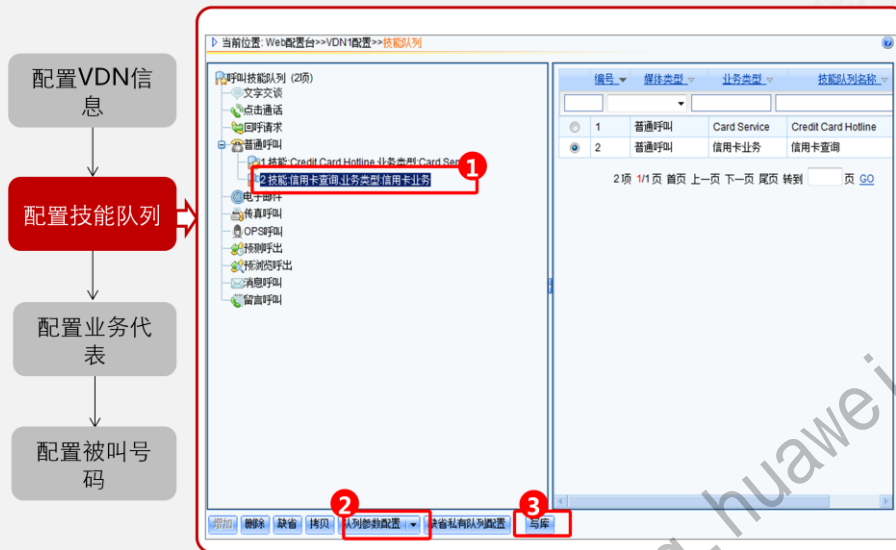 配置VDN信
息
配置技能队列
配置业务代
表
配置被叫号
码
当前位置: Web配置台>>VDN1配置>>技能队列
呼叫技能队列 (2项)
文字交谈
点击通话
回呼请求
普通呼叫
1 技能:Credit Card Hotline 业务类型:Card Ser
1
2 技能:信用卡查询.业务类型:信用卡业务
电子邮件
传真呼叫
OPS呼叫
预测呼出
预浏览呼出
消息呼叫
留言呼叫
编号 媒体类型 业务类型 技能队列名称
1 普通呼叫 Card Service Credit Card Hotline
2 普通呼叫 信用卡业务 信用卡查询
2项 1/1页 首页 上一页 下一页 尾页 转到 页 GO
2 3
增加 删除 缺省 拷贝 队列参数配置 缺省私有队列配置 与库
g.huawei